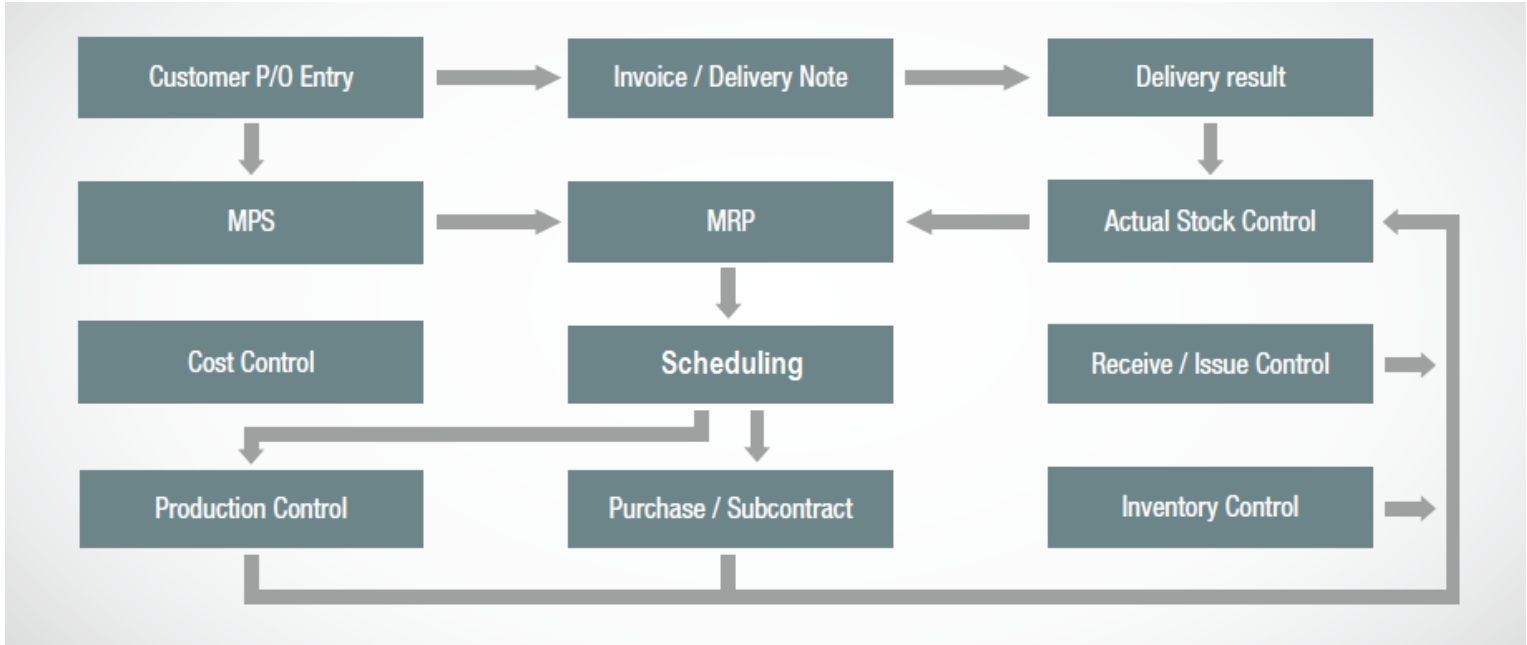 Customer P/O Entry
Invoice / Delivery Note
Delivery result
MPS
MRP
Actual Stock Control
Cost Control
Scheduling
Receive / Issue Control
Production Control
Purchase / Subcontract
Inventory Control